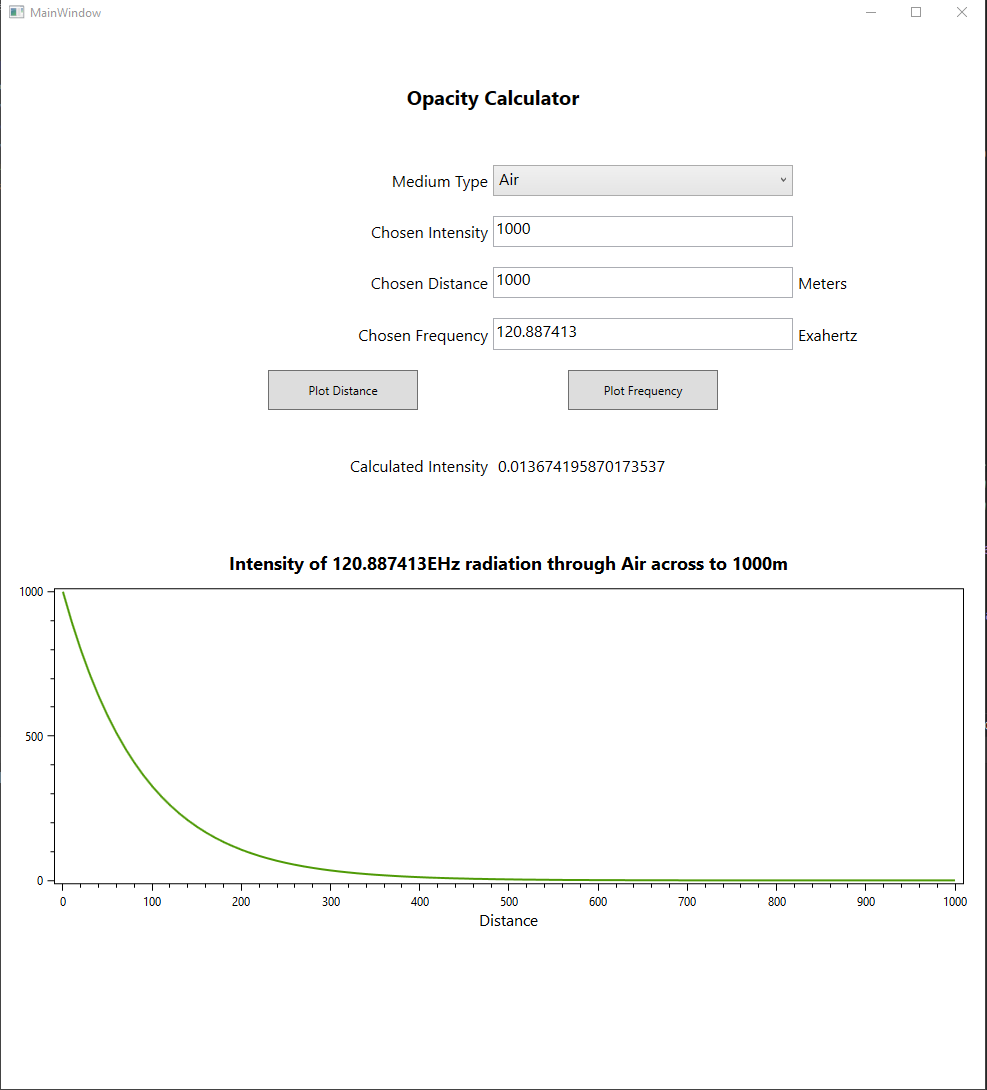 MainWindow
Opacity Calculator
Medium Type Air
Chosen Intensity 1000
Chosen Distance 1000 Meters
Chosen Frequency 120.887413 Exahertz
Plot Distance Plot Frequency
Calculated Intensity 0.013674195870173537
Intensity of 120.887413EHz radiation through Air across to 1000m
1000
500
0
0 100 200 300 400 500 600 700 800 900 1000
Distance